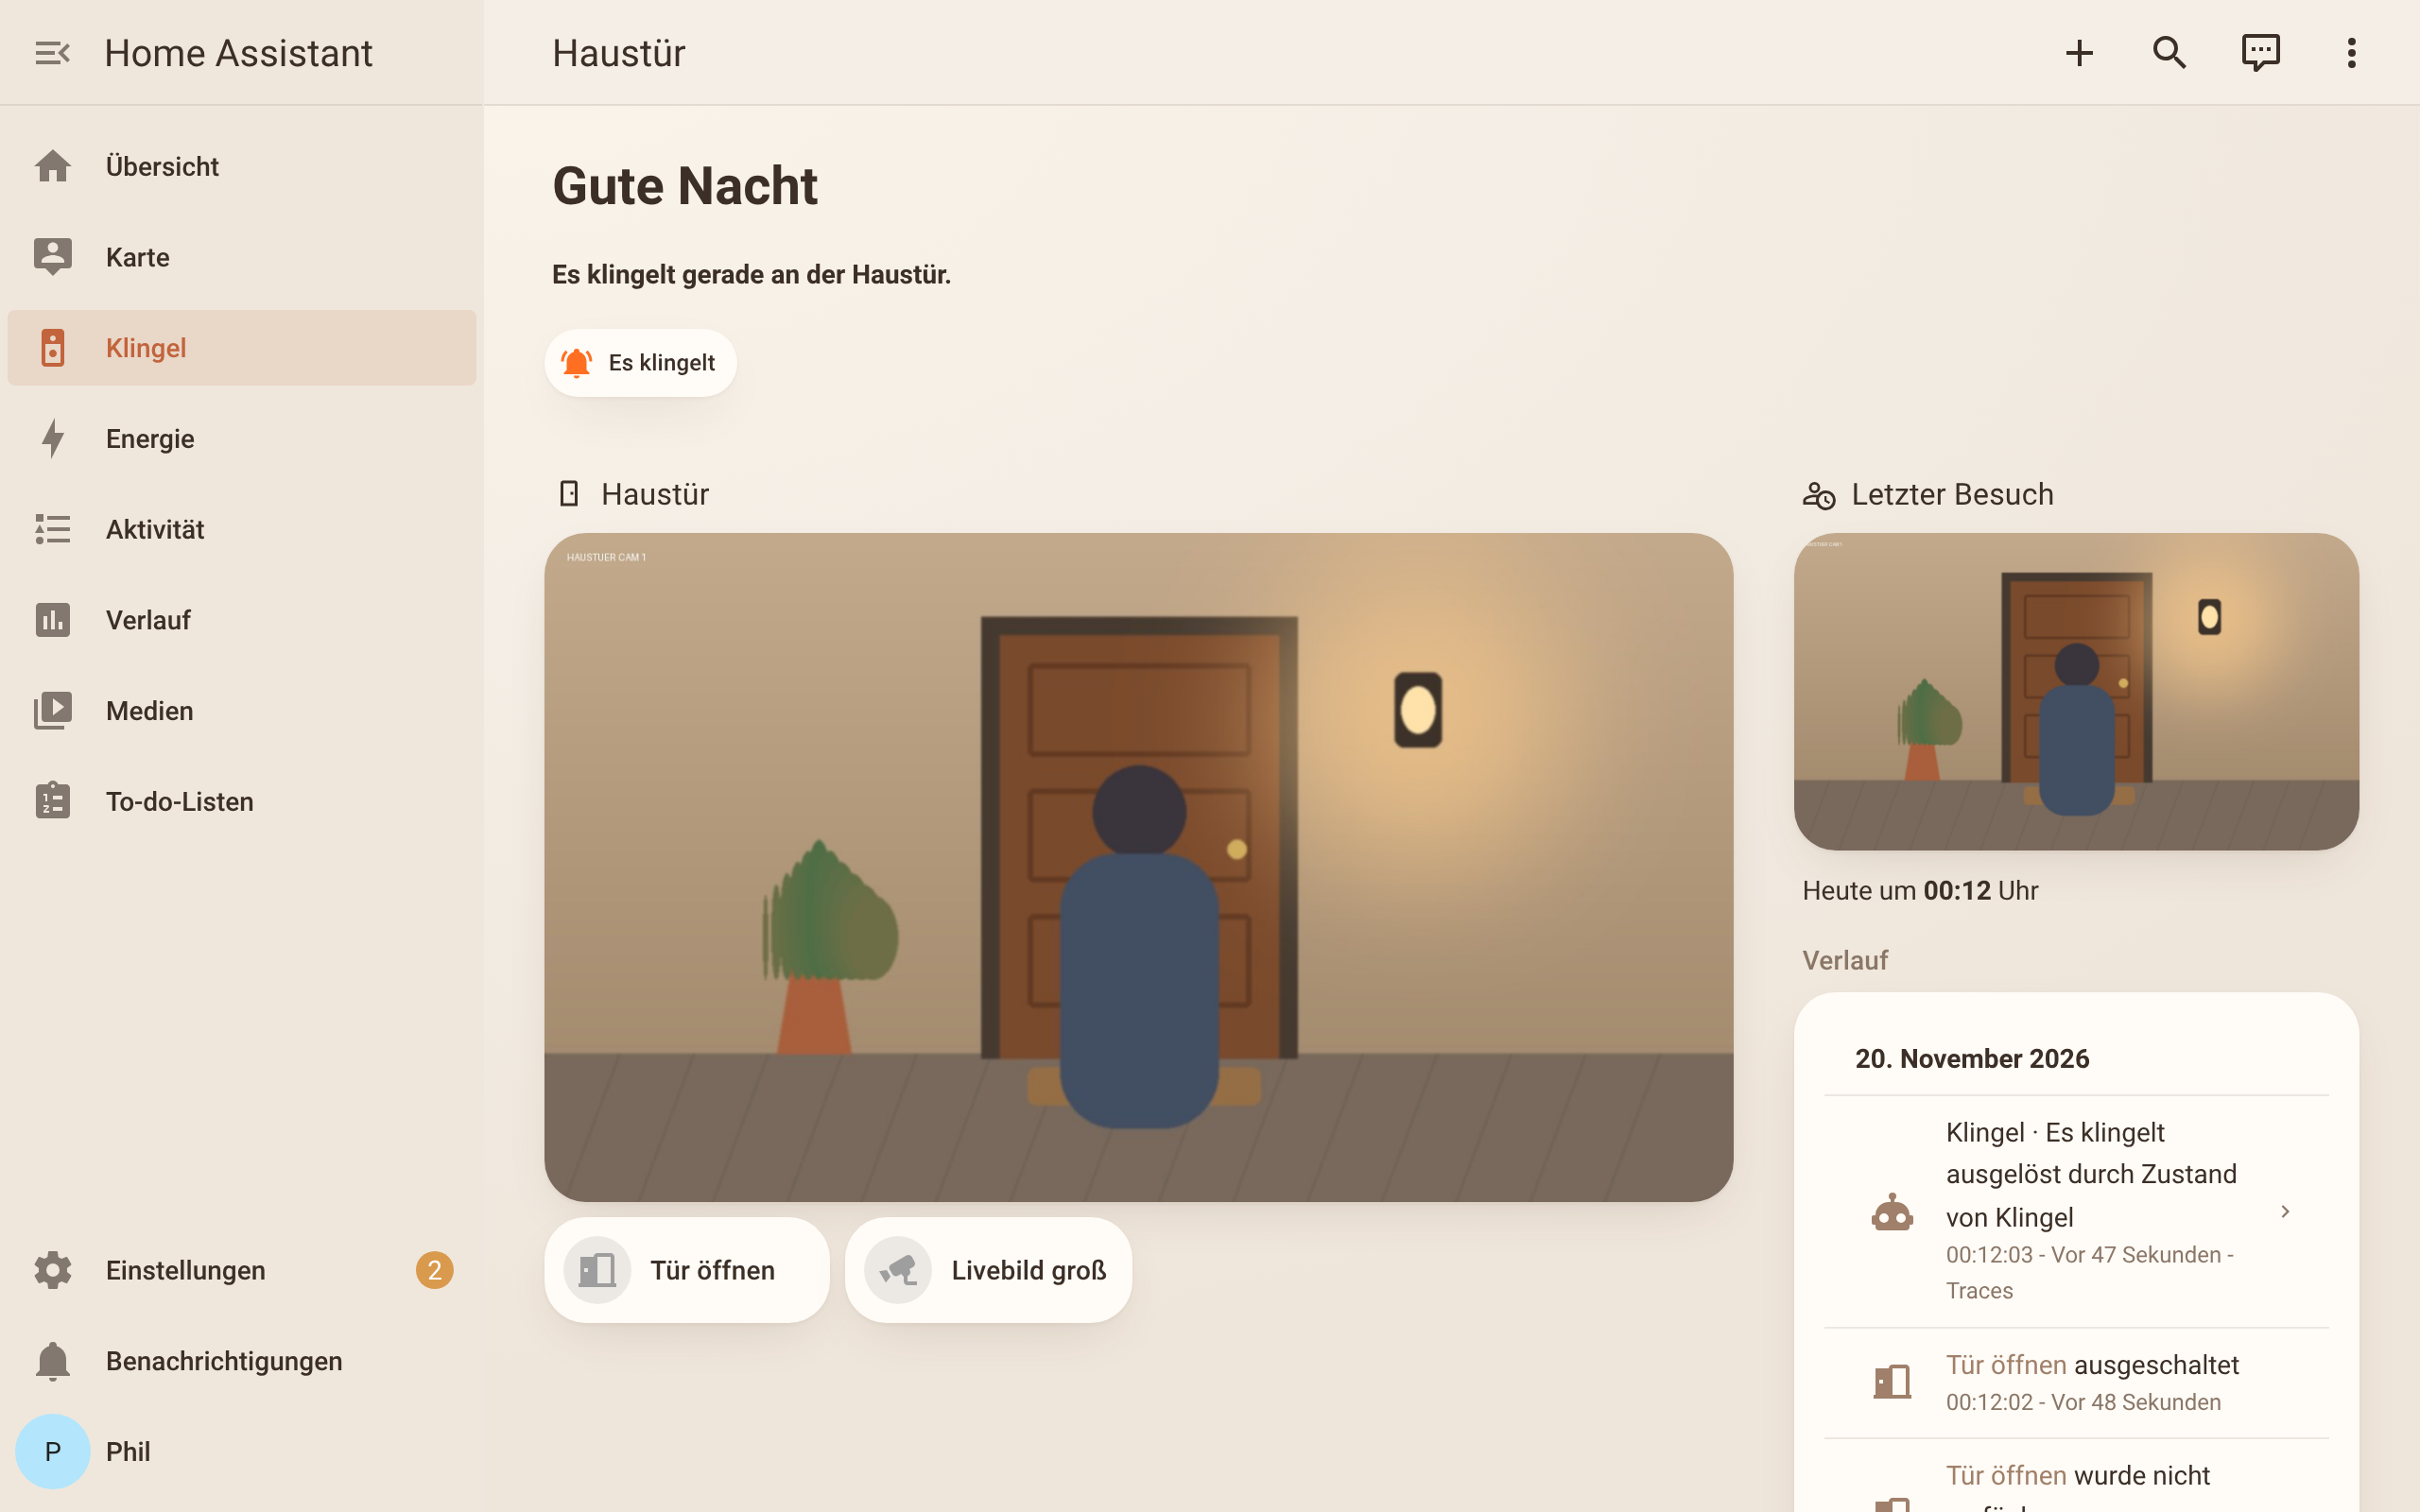 Home Assistant
Übersicht
Karte
Klingel
Energie
Aktivität
Verlauf
Medien
To-do-Listen
Einstellungen
2
Benachrichtigungen
P
Phil
Haustür
Gute Nacht
Es klingelt gerade an der Haustür.
Es klingelt
Haustür
HAUSTUER CAM 1
Tür öffnen
Livebild groß
Letzter Besuch
HAUSTUER CAM 1
Heute um 00:12 Uhr
Verlauf
20. November 2026
Klingel · Es klingelt
ausgelöst durch Zustand
von Klingel
00:12:03 - Vor 47 Sekunden -
Traces
Tür öffnen ausgeschaltet
00:12:02 - Vor 48 Sekunden
Tür öffnen wurde nicht